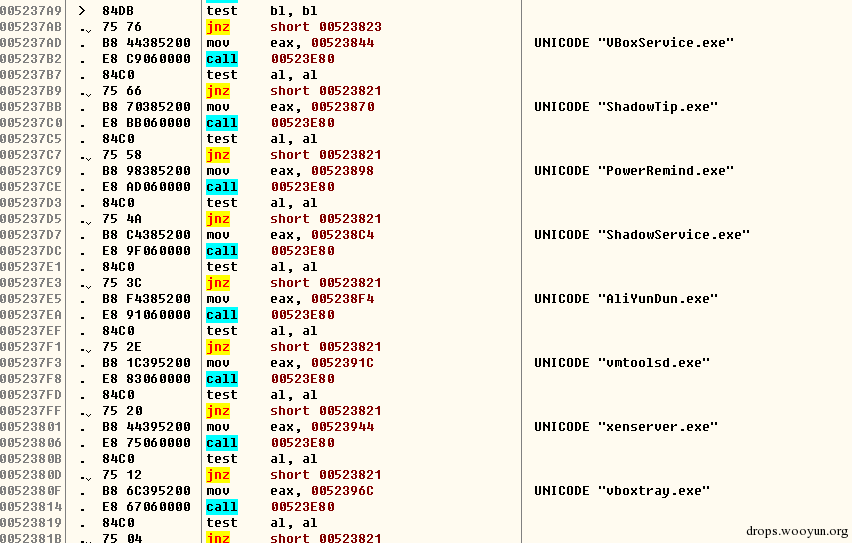 005237A9 > 84DB test bl, bl
005237AB . 75 76 jnz short 00523823
005237AD . B8 44385200 mov eax, 00523844 UNICODE "VBoxService.exe"
005237B2 . E8 C9060000 call 00523E80
005237B7 . 84C0 test al, al
005237B9 . 75 66 jnz short 00523821
005237BB . B8 70385200 mov eax, 00523870 UNICODE "ShadowTip.exe"
005237C0 . E8 BB060000 call 00523E80
005237C5 . 84C0 test al, al
005237C7 . 75 58 jnz short 00523821
005237C9 . B8 98385200 mov eax, 00523898 UNICODE "PowerRemind.exe"
005237CE . E8 AD060000 call 00523E80
005237D3 . 84C0 test al, al
005237D5 . 75 4A jnz short 00523821
005237D7 . B8 C4385200 mov eax, 005238C4 UNICODE "ShadowService.exe"
005237DC . E8 9F060000 call 00523E80
005237E1 . 84C0 test al, al
005237E3 . 75 3C jnz short 00523821
005237E5 . B8 F4385200 mov eax, 005238F4 UNICODE "AliYunDun.exe"
005237EA . E8 91060000 call 00523E80
005237EF . 84C0 test al, al
005237F1 . 75 2E jnz short 00523821
005237F3 . B8 1C395200 mov eax, 0052391C UNICODE "vmtoolsd.exe"
005237F8 . E8 83060000 call 00523E80
005237FD . 84C0 test al, al
005237FF . 75 20 jnz short 00523821
00523801 . B8 44395200 mov eax, 00523944 UNICODE "xenserver.exe"
00523806 . E8 75060000 call 00523E80
0052380B . 84C0 test al, al
0052380D . 75 12 jnz short 00523821
0052380F . B8 6C395200 mov eax, 0052396C UNICODE "vboxtray.exe"
00523814 . E8 67060000 call 00523E80
00523819 . 84C0 test al, al
0052381B . 75 04 jnz short 00523821
drops.wooyun.org